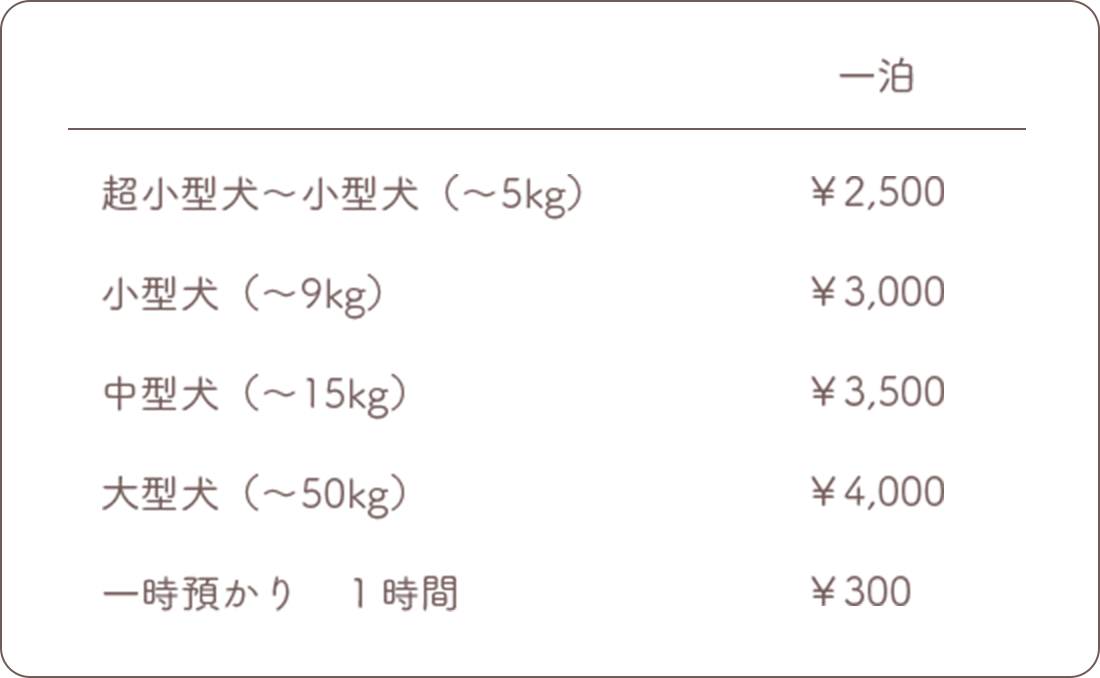 一泊
超小型犬～小型犬（～5kg） ￥2,500
小型犬（～9kg） ￥3,000
中型犬（～15kg） ￥3,500
大型犬（～50kg） ￥4,000
一時預かり　１時間 ￥300